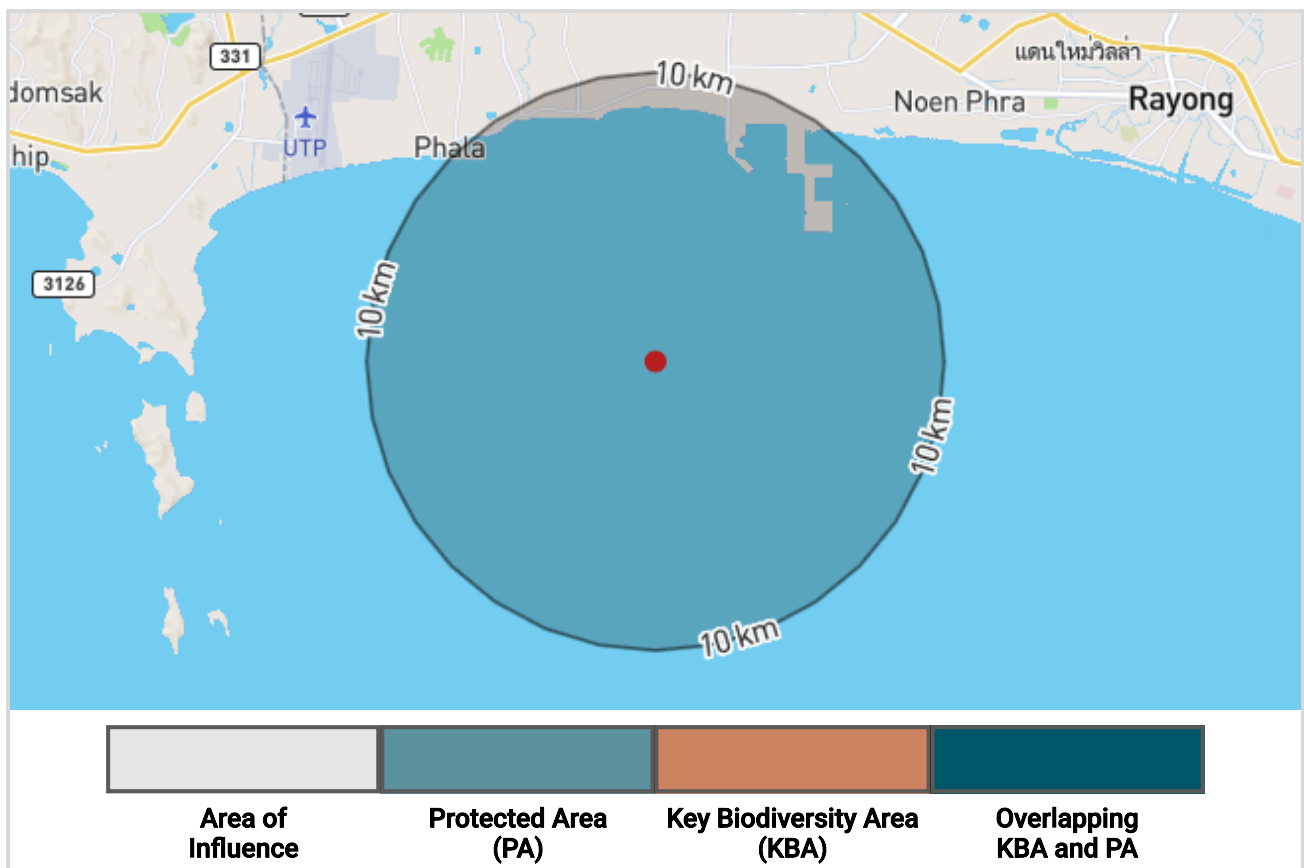 331
10 km
แดนใหม่วิลล่า
domsak
Noen Phra
Rayong
UTP
Phala
hip
3126
10 km
10 km
10 km
Area of
Influence
Protected Area
(PA)
Key Biodiversity Area
(KBA)
Overlapping
KBA and PA